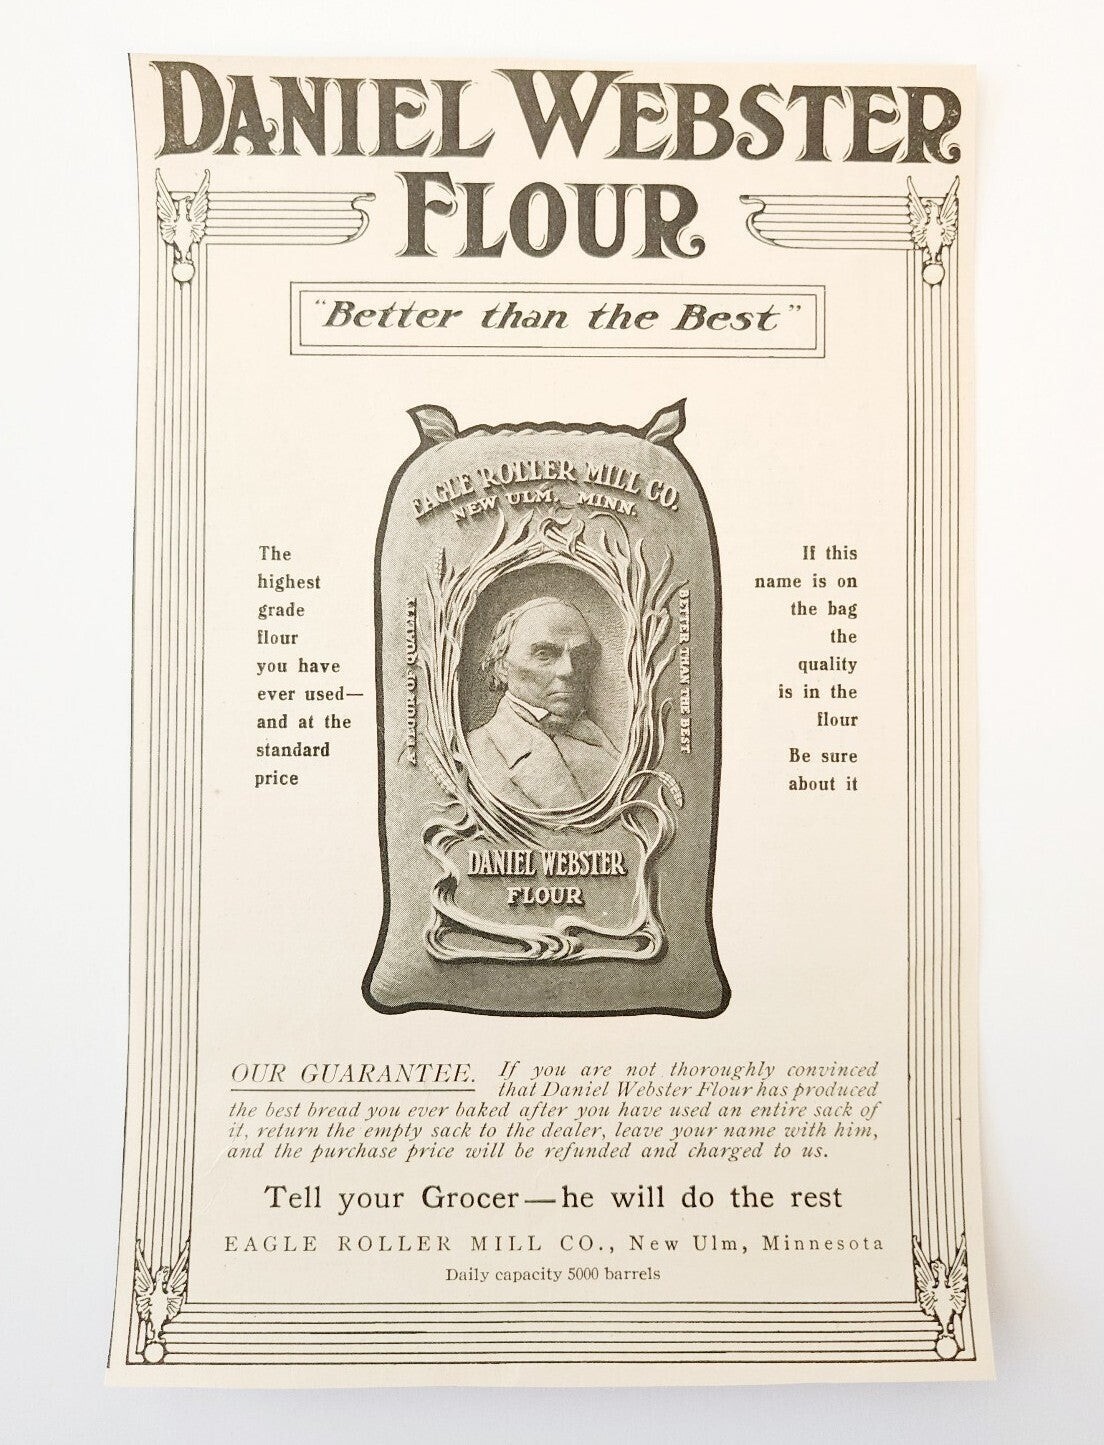 DANIEL WEBSTER
FLOUR
"Better than the Best"
EAGLE ROLLER MILL CO.
NEW ULM, MINN.
A FLOUR OF QUALITY
BETTER THAN THE BEST
DANIEL WEBSTER
FLOUR
The
highest
grade
flour
you have
ever used—
and at the
standard
price
If this
name is on
the bag
the
quality
is in the
flour
Be sure
about it
OUR GUARANTEE. If you are not thoroughly convinced
that Daniel Webster Flour has produced
the best bread you ever baked after you have used an entire sack of
it, return the empty sack to the dealer, leave your name with him,
and the purchase price will be refunded and charged to us.
Tell your Grocer—he will do the rest
EAGLE ROLLER MILL CO., New Ulm, Minnesota
Daily capacity 5000 barrels